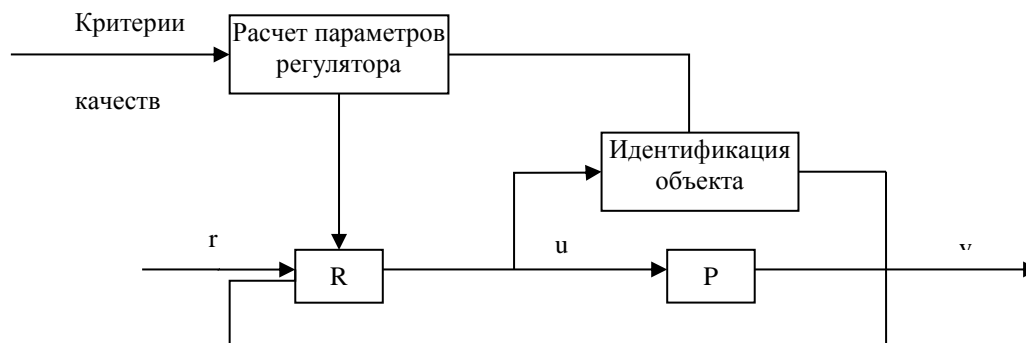 Критерии
качеств
Расчет параметров
регулятора
Идентификация
объекта
r
R
u
P